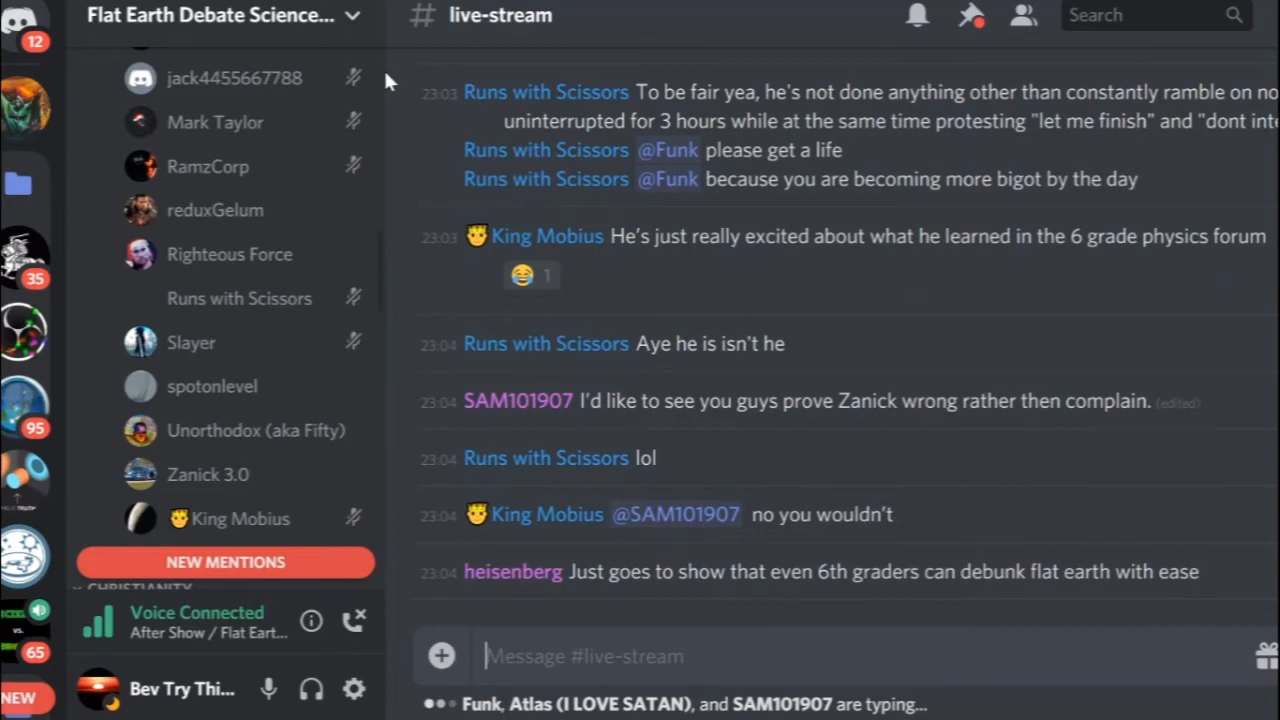 12
Flat Earth Debate Science...
# live-stream
Search
jack4455667788
Mark Taylor
RamzCorp
reduxGelum
Righteous Force
Runs with Scissors
Slayer
spotonlevel
Unorthodox (aka Fifty)
Zanick 3.0
King Mobius
NEW MENTIONS
CHRISTIANITY
Voice Connected
After Show / Flat Eart...
Bev Try Thi...
35
95
TRUTH
VS.
65
NEW
23:03 Runs with Scissors To be fair yea, he's not done anything other than constantly ramble on no
uninterrupted for 3 hours while at the same time protesting "let me finish" and "dont inte
Runs with Scissors @Funk please get a life
Runs with Scissors @Funk because you are becoming more bigot by the day
23:03 King Mobius He's just really excited about what he learned in the 6 grade physics forum
1
23:04 Runs with Scissors Aye he is isn't he
23:04 SAM101907 I'd like to see you guys prove Zanick wrong rather then complain. (edited)
23:04 Runs with Scissors lol
23:04 King Mobius @SAM101907 no you wouldn't
23:04 heisenberg Just goes to show that even 6th graders can debunk flat earth with ease
Message #live-stream
Funk, Atlas (I LOVE SATAN), and SAM101907 are typing...